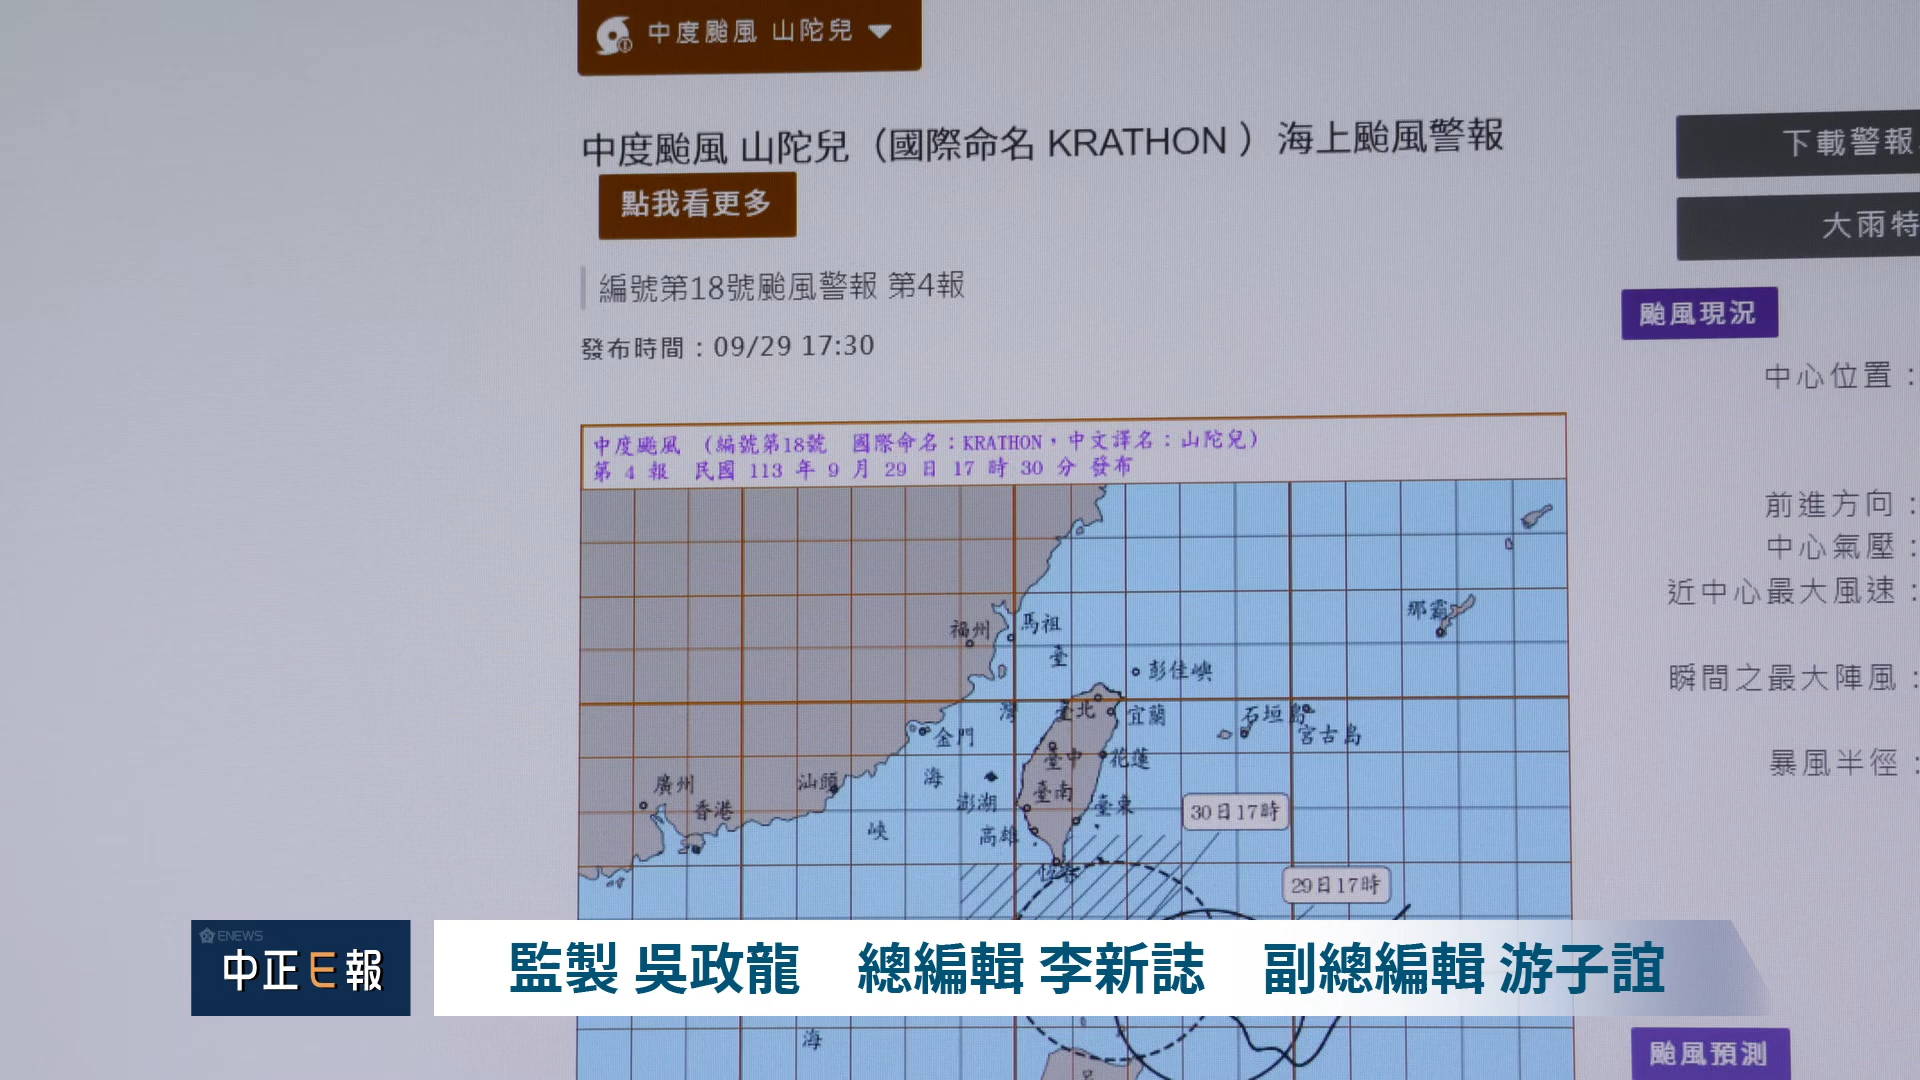 中度颱風 山陀兒
中度颱風 山陀兒（國際命名 KRATHON ）海上颱風警報
點我看更多
編號第18號颱風警報 第4報
發布時間：09/29 17:30
下載警報
大雨特
颱風現況
中心位置：
前進方向：
中心氣壓：
近中心最大風速：
瞬間之最大陣風：
暴風半徑：
颱風預測
中度颱風 （編號第18號 國際命名：KRATHON，中文譯名：山陀兒）
第 4 報 民國 113 年 9 月 29 日 17 時 30 分 發布
福州
馬祖
那霸
臺
彭佳嶼
灣
臺北
宜蘭
石垣島
宮古島
金門
臺中
花蓮
廣州
汕頭
海
香港
澎湖
臺南
臺東
30日17時
峽
高雄
恆春
29日17時
海
ENEWS
中正E報
監製 吳政龍 總編輯 李新誌 副總編輯 游子誼